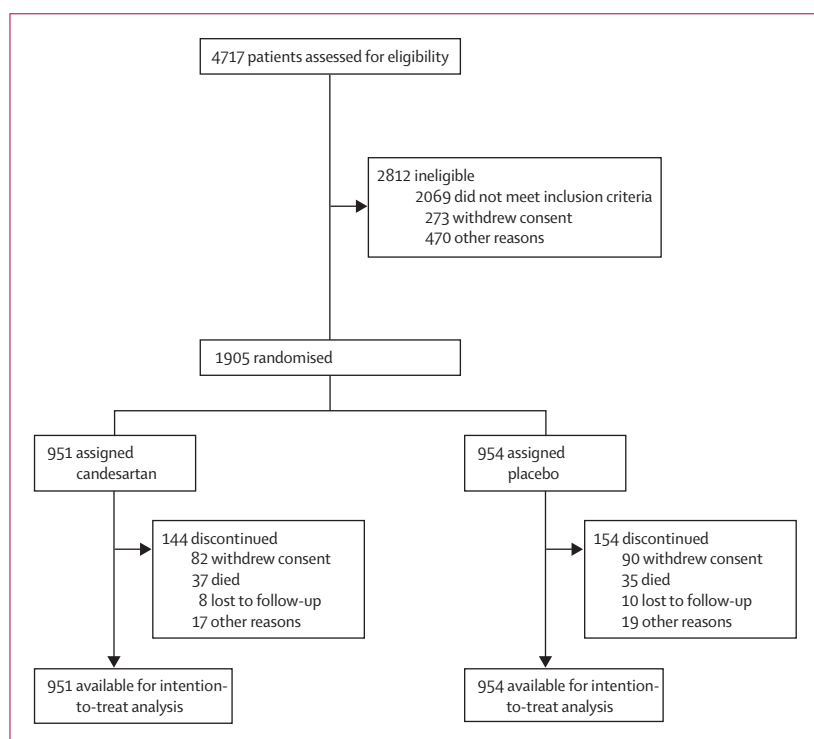 4717 patients assessed for eligibility
2812 ineligible
2069 did not meet inclusion criteria
273 withdrew consent
470 other reasons
1905 randomised
951 assigned
candesartan
954 assigned
placebo
144 discontinued
82 withdrew consent
37 died
8 lost to follow-up
17 other reasons
154 discontinued
90 withdrew consent
35 died
10 lost to follow-up
19 other reasons
951 available for intention-
to-treat analysis
954 available for intention-
to-treat analysis